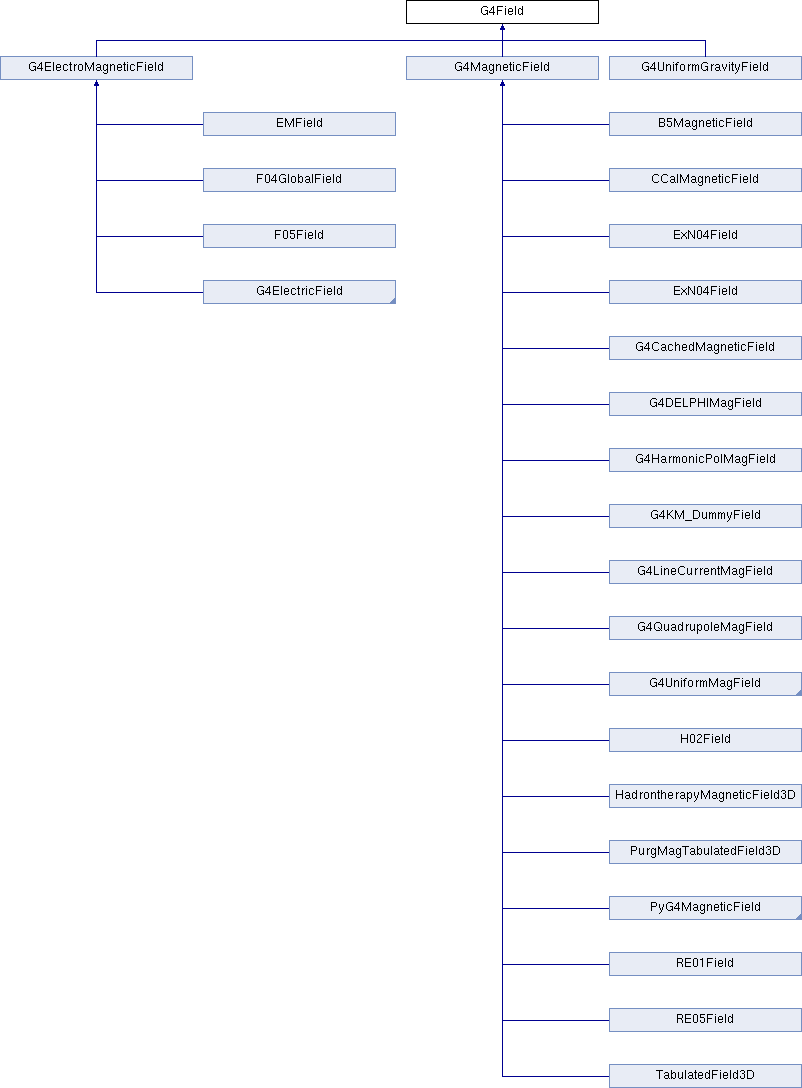 G4Field
G4ElectroMagneticField
G4MagneticField
G4UniformGravityField
EMField
F04GlobalField
F05Field
G4ElectricField
B5MagneticField
CCalMagneticField
ExN04Field
ExN04Field
G4CachedMagneticField
G4DELPHIMagField
G4HarmonicPolMagField
G4KM_DummyField
G4LineCurrentMagField
G4QuadrupoleMagField
G4UniformMagField
H02Field
HadrontherapyMagneticField3D
PurgMagTabulatedField3D
PyG4MagneticField
RE01Field
RE05Field
TabulatedField3D